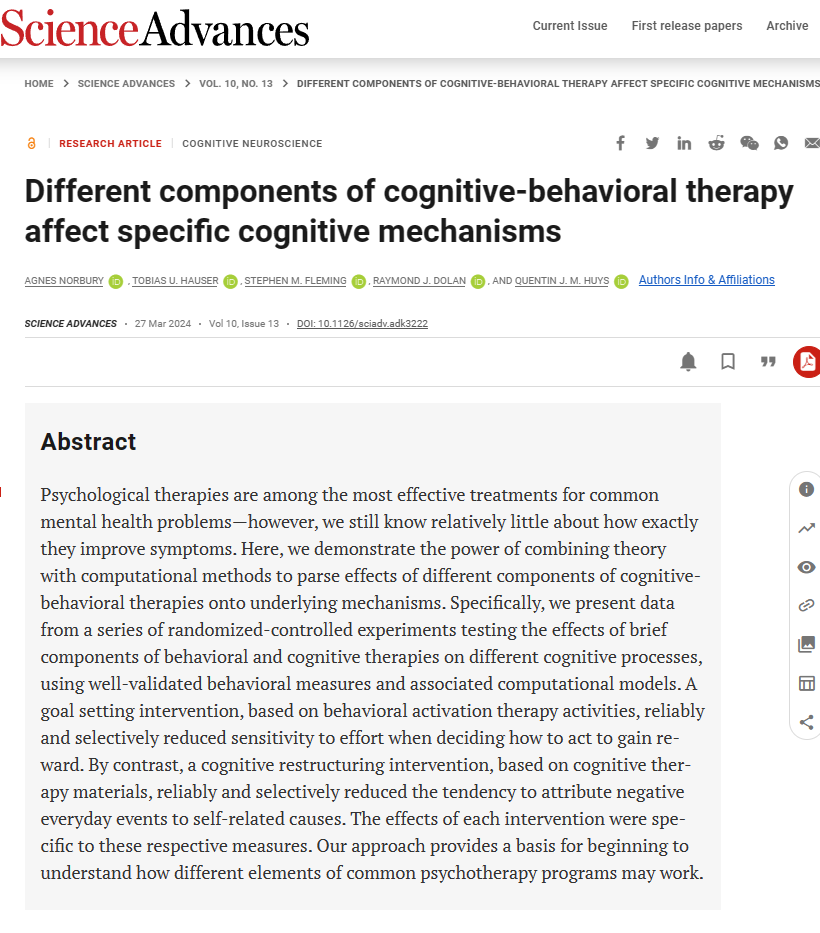 ScienceAdvances
Current Issue First release papers Archive
HOME > SCIENCE ADVANCES > VOL. 10, NO. 13 > DIFFERENT COMPONENTS OF COGNITIVE-BEHAVIORAL THERAPY AFFECT SPECIFIC COGNITIVE MECHANISMS
RESEARCH ARTICLE | COGNITIVE NEUROSCIENCE
Different components of cognitive-behavioral therapy
affect specific cognitive mechanisms
AGNES NORBURY iD, TOBIAS U. HAUSER iD, STEPHEN M. FLEMING iD, RAYMOND J. DOLAN iD, AND QUENTIN J. M. HUYS iD Authors Info & Affiliations
SCIENCE ADVANCES • 27 Mar 2024 • Vol 10, Issue 13 • DOI: 10.1126/sciadv.adk3222
Abstract
Psychological therapies are among the most effective treatments for common
mental health problems—however, we still know relatively little about how exactly
they improve symptoms. Here, we demonstrate the power of combining theory
with computational methods to parse effects of different components of cognitive-
behavioral therapies onto underlying mechanisms. Specifically, we present data
from a series of randomized-controlled experiments testing the effects of brief
components of behavioral and cognitive therapies on different cognitive processes,
using well-validated behavioral measures and associated computational models. A
goal setting intervention, based on behavioral activation therapy activities, reliably
and selectively reduced sensitivity to effort when deciding how to act to gain re-
ward. By contrast, a cognitive restructuring intervention, based on cognitive ther-
apy materials, reliably and selectively reduced the tendency to attribute negative
everyday events to self-related causes. The effects of each intervention were spe-
cific to these respective measures. Our approach provides a basis for beginning to
understand how different elements of common psychotherapy programs may work.